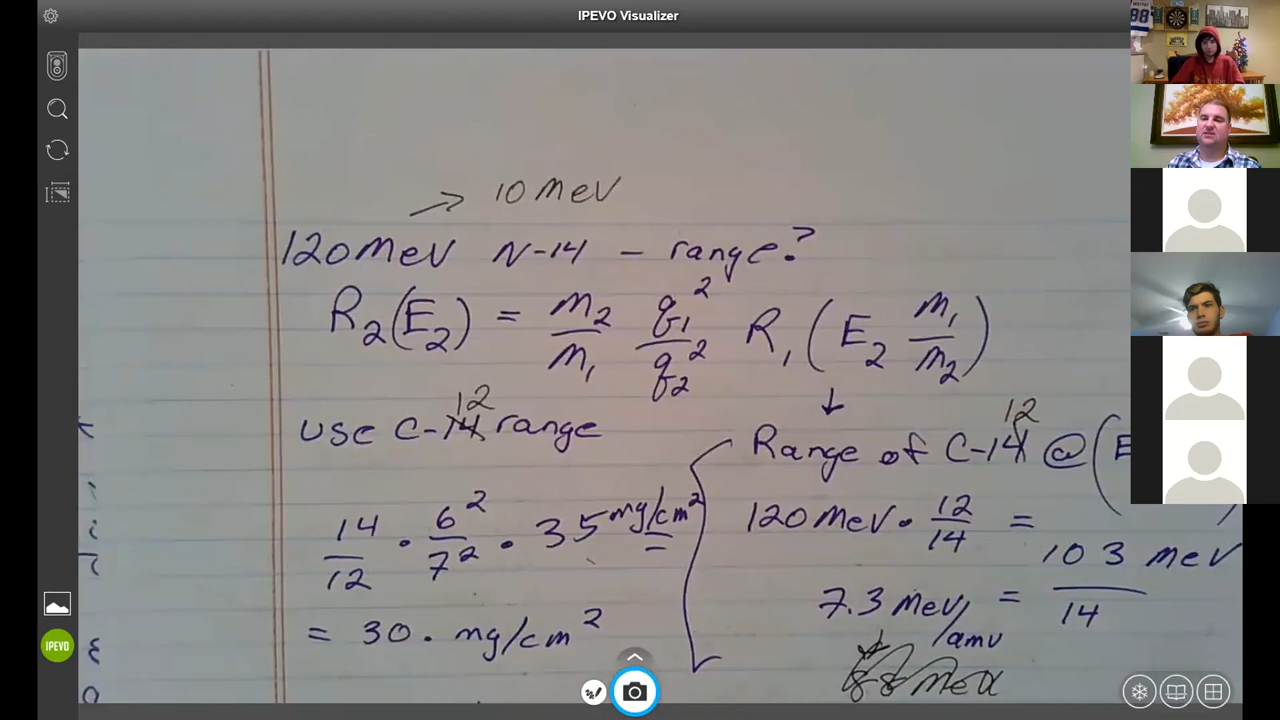 IPEVO Visualizer
88
→ 10 MeV
120 MeV N-14 - range?
R₂(E₂) = m₂/m₁ q₁²/q₂² R₁ (E₂ m₁/m₂)
↓
use C-14 12 range
Range of C-14 12 @ (E
14/12 · 6²/7² · 35 mg/cm² =
120 MeV · 12/14 =
103 MeV/14
7.3 MeV/amu =
= 30. mg/cm²
IPEVO